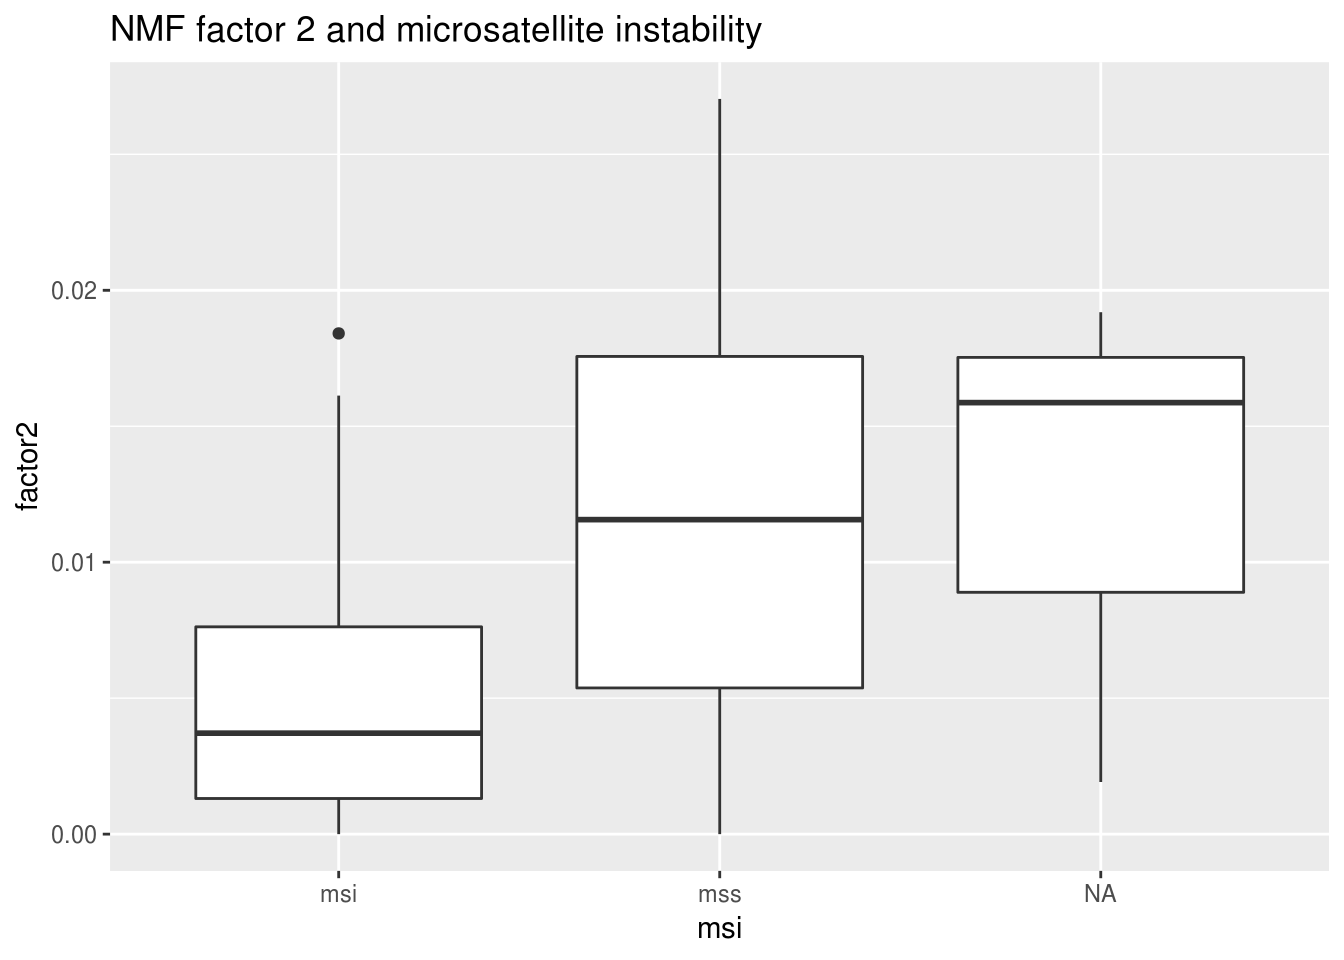 NMF factor 2 and microsatellite instability
factor2
0.02
0.01
0.00
msi
mss
NA
msi